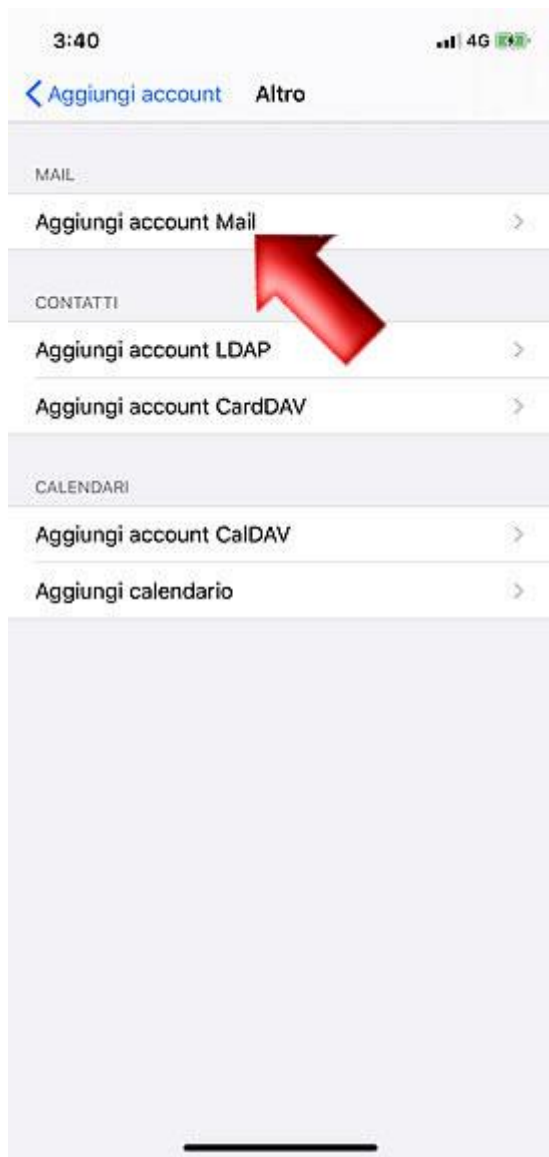 3:40
4G
Aggiungi account
Altro
MAIL
Aggiungi account Mail
CONTATTI
Aggiungi account LDAP
Aggiungi account CardDAV
CALENDARI
Aggiungi account CalDAV
Aggiungi calendario